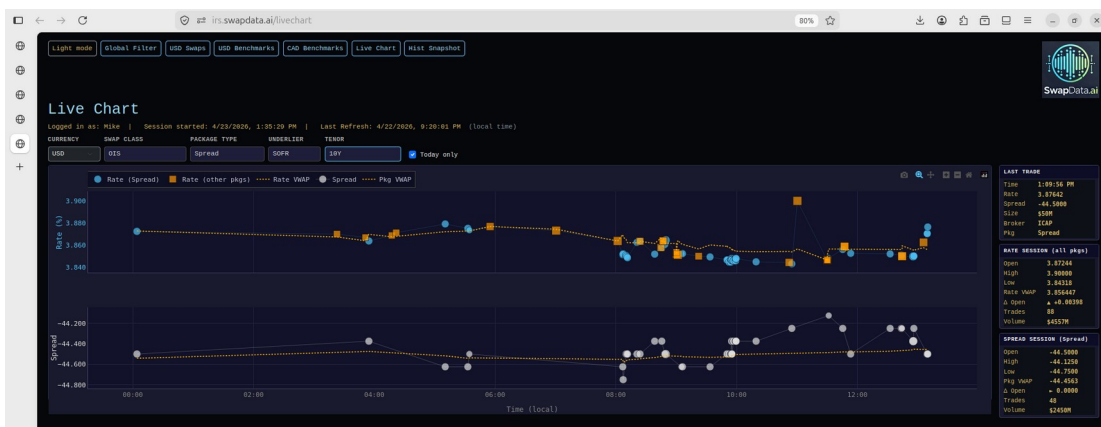 irs.swapdata.ai/livechart
80%
Light mode Global Filter USD Swaps USD Benchmarks CAD Benchmarks Live Chart Hist Snapshot
SwapData.ai
Live Chart
Logged in as: Mike | Session started: 4/23/2026, 1:35:29 PM | Last Refresh: 4/22/2026, 9:20:01 PM (local time)
CURRENCY SWAP CLASS PACKAGE TYPE UNDERLIER TENOR
USD OIS Spread SOFR 10Y Today only
Rate (Spread) Rate (other pkgs) Rate VWAP Spread Pkg VWAP
Rate (%)
3.900
3.880
3.860
3.840
Spread
−44.200
−44.400
−44.600
−44.800
00:00 02:00 04:00 06:00 08:00 10:00 12:00
Time (local)
LAST TRADE
Time 1:09:56 PM
Rate 3.87642
Spread -44.5000
Size $50M
Broker ICAP
Pkg Spread
RATE SESSION (all pkgs)
Open 3.87244
High 3.90000
Low 3.84318
Rate VWAP 3.856447
Δ Open ▲ +0.00398
Trades 88
Volume $4557M
SPREAD SESSION (Spread)
Open -44.5000
High -44.1250
Low -44.7500
Pkg VWAP -44.4563
Δ Open 0.0000
Trades 48
Volume $2450M